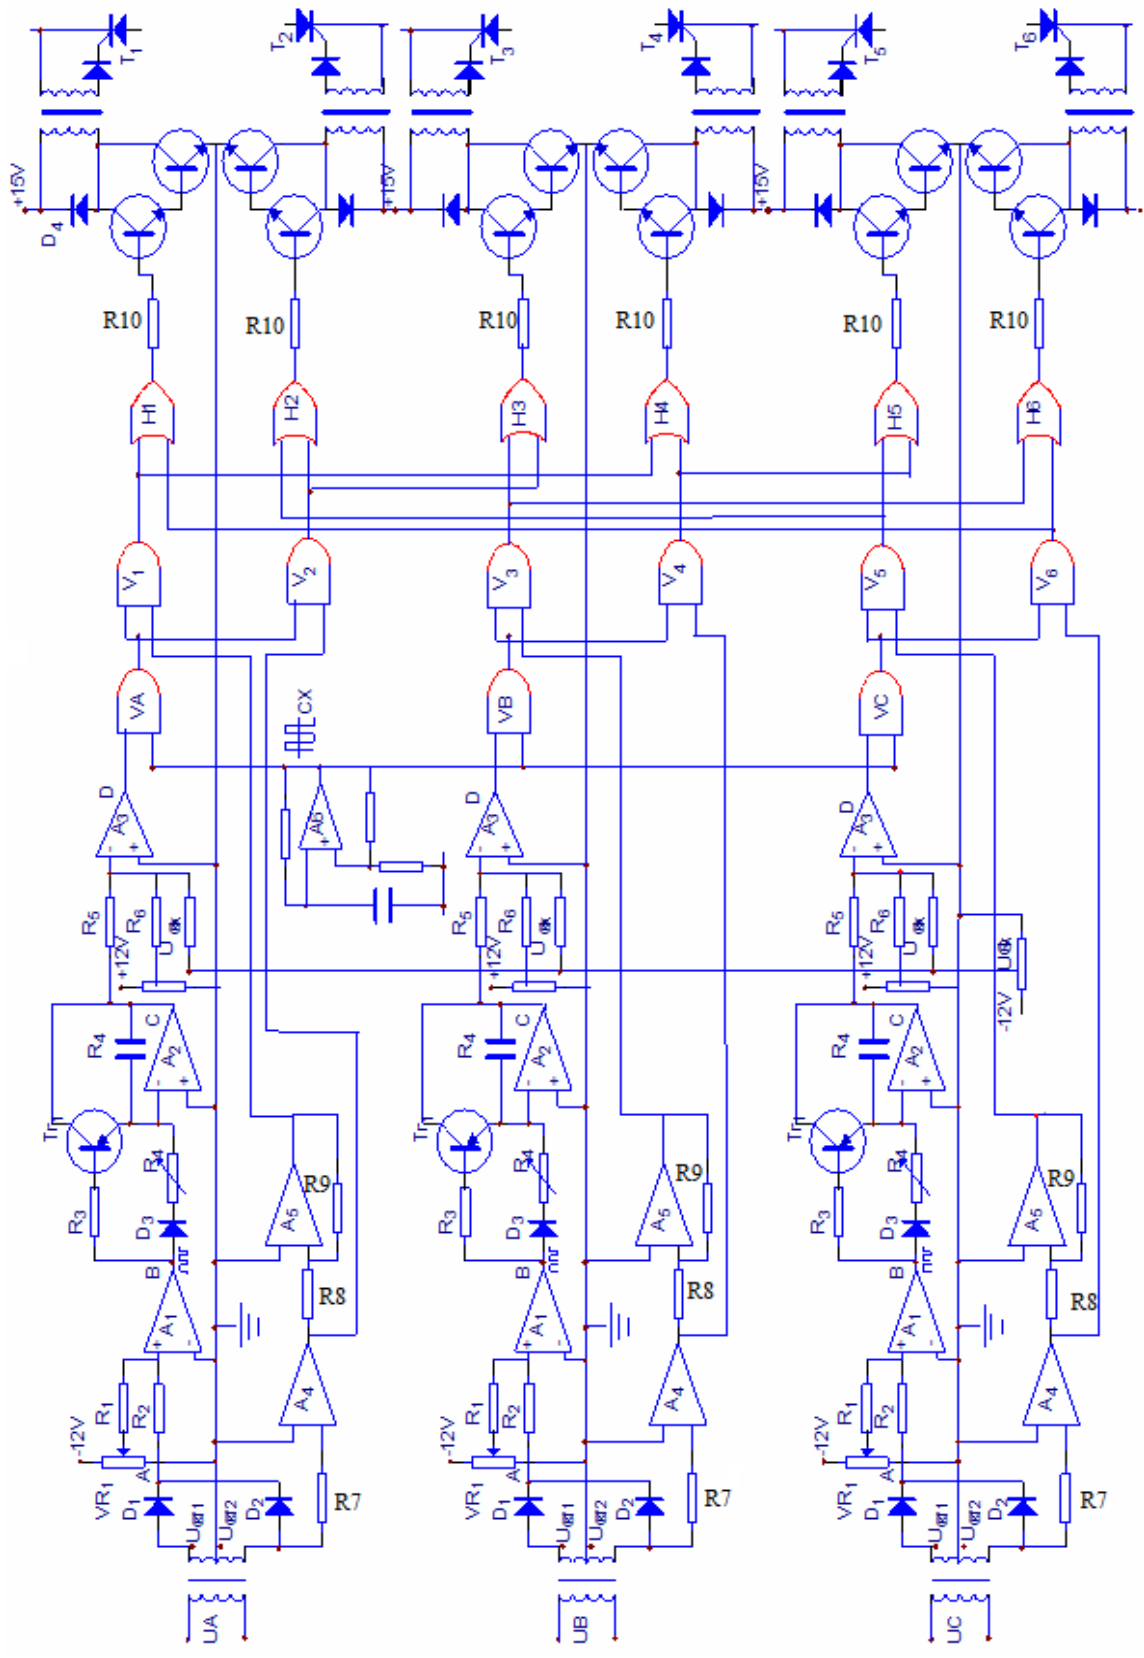 T1
T2
T3
T4
T5
T6
+15V
+15V
+15V
D4
R10
R10
R10
R10
R10
R10
H1
H2
H3
H4
H5
H6
V1
V2
V3
V4
V5
V6
VA
CX
VB
VC
D
A3
A6
D
A3
D
A3
R5
R6
+12V
R5
R6
+12V
R5
R6
+12V
-12V
R4
C
A2
R4
C
A2
R4
C
A2
Tr1
Tr1
Tr1
R4
R4
R4
R3
D3
A5
R9
R3
D3
A5
R9
R3
D3
A5
R9
B
B
B
R8
R8
R8
A1
A1
A1
R1
R2
A4
R1
R2
A4
R1
R2
A4
-12V
-12V
-12V
VR1
A
VR1
A
VR1
A
D1
D2
R7
D1
D2
R7
D1
D2
R7
UA
UB
UC